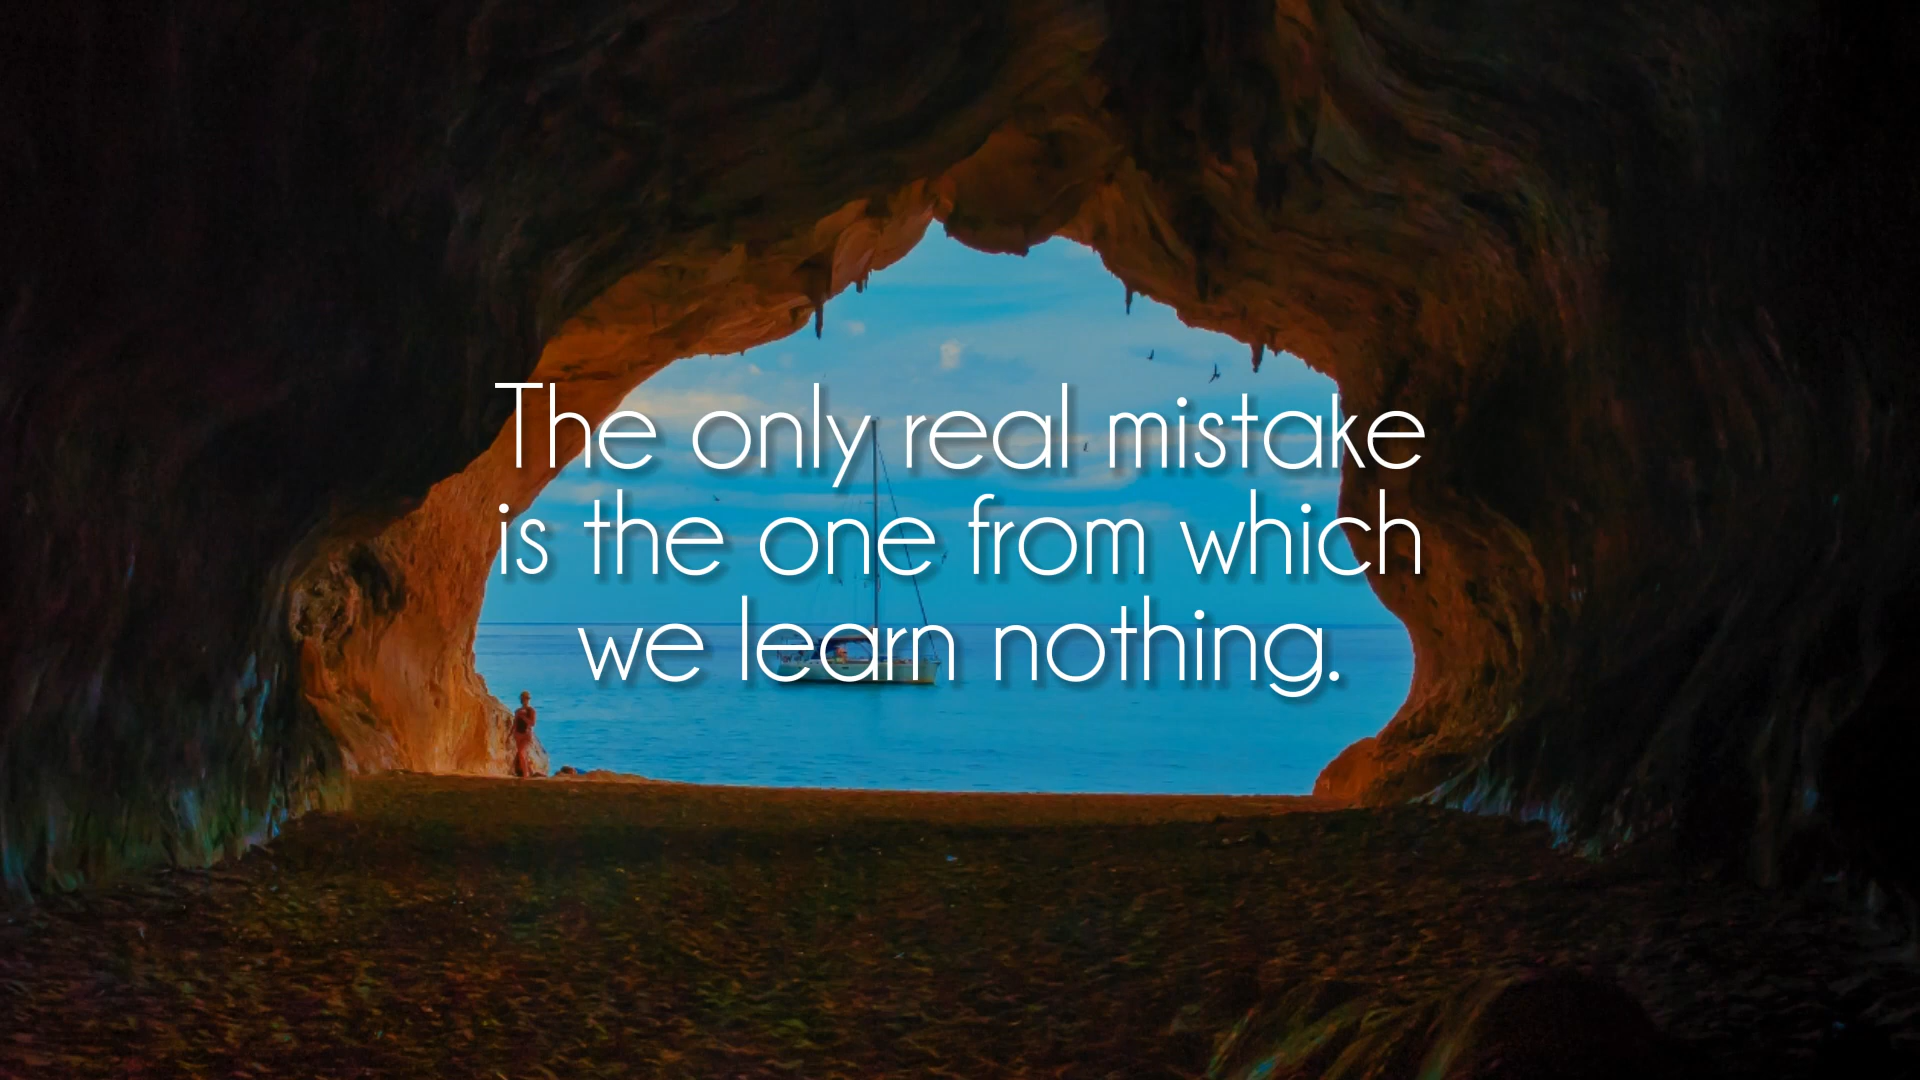 The only real mistake
is the one from which
we learn nothing.